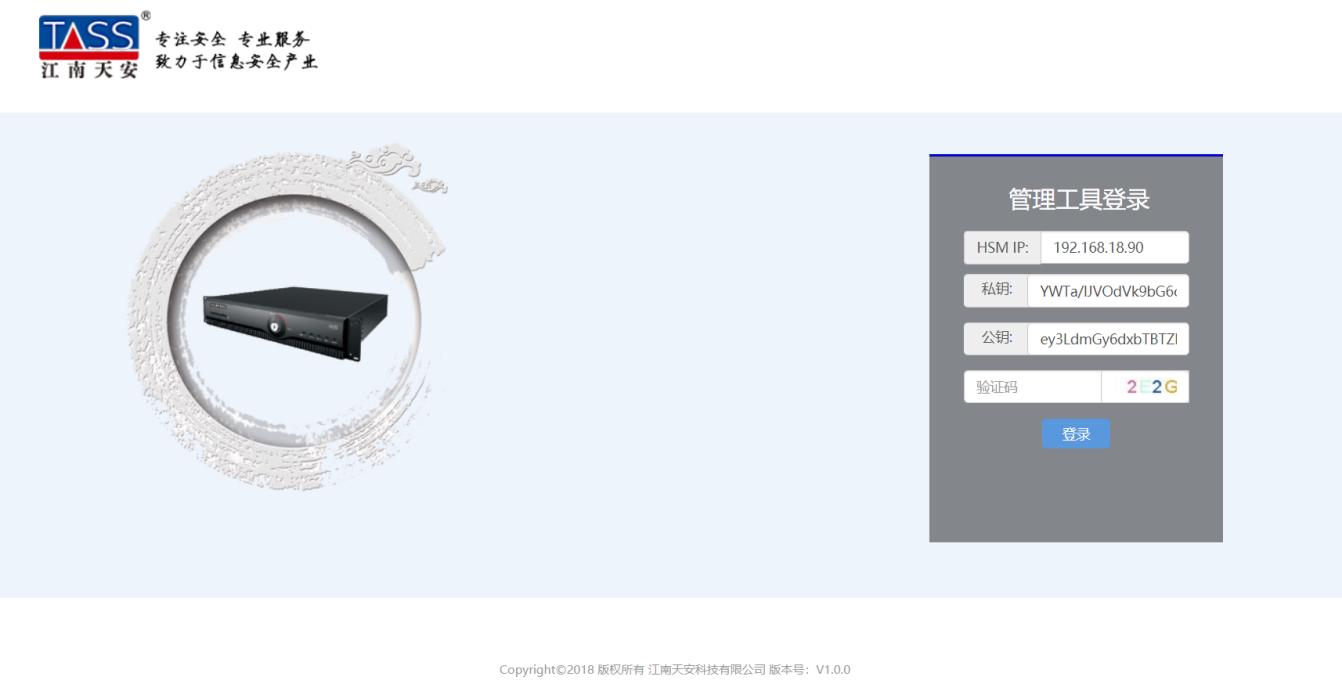 TASS®
江南天安
专注安全 专业服务
致力于信息安全产业
管理工具登录
HSM IP: 192.168.18.90
私钥: YWTa/IJVOdVk9bG6
公钥: ey3LdmGy6dxbTBTZ
验证码 2E2G
登录
Copyright©2018 版权所有 江南天安科技有限公司 版本号：V1.0.0